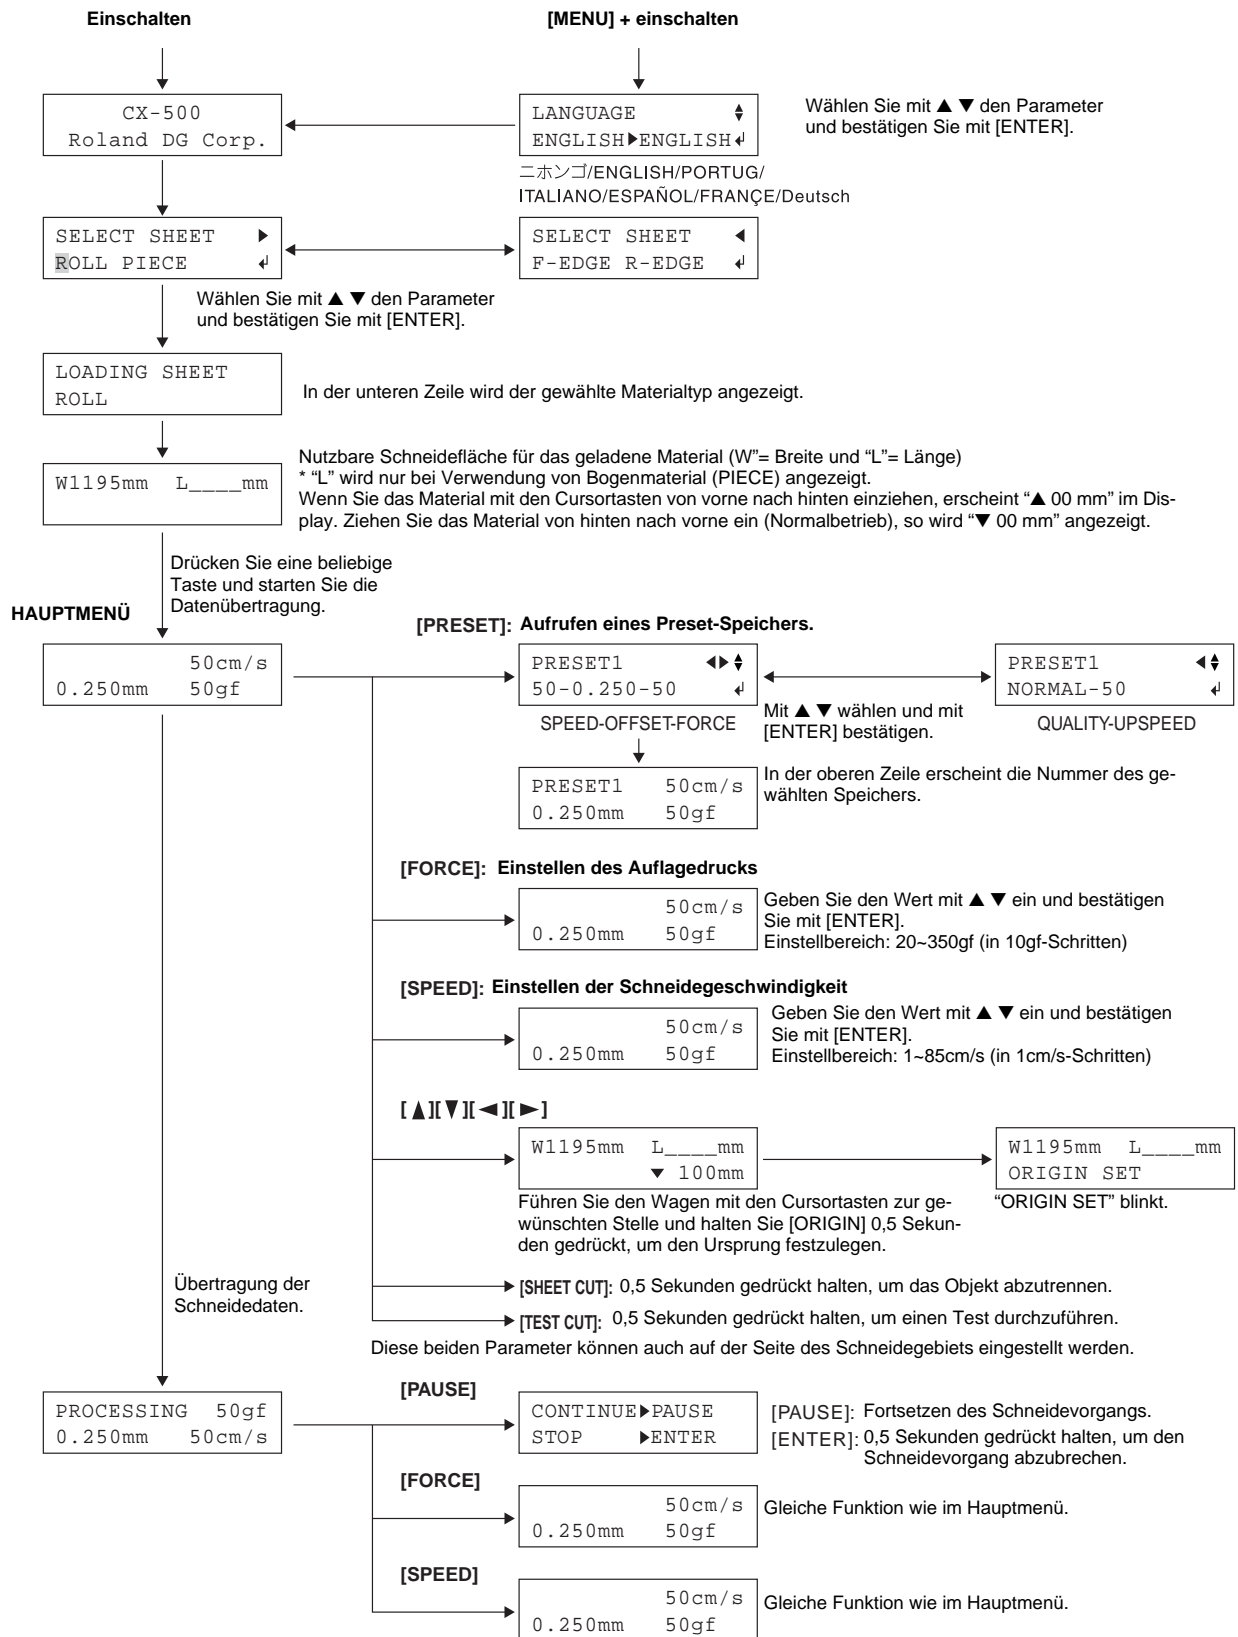 Einschalten
[MENU] + einschalten
CX-500
Roland DG Corp.
LANGUAGE
ENGLISH▶ENGLISH↲
Wählen Sie mit ▲ ▼ den Parameter
und bestätigen Sie mit [ENTER].
ニホンゴ/ENGLISH/PORTUG/
ITALIANO/ESPAÑOL/FRANÇE/Deutsch
SELECT SHEET ▶
ROLL PIECE ↲
SELECT SHEET ◀
F-EDGE R-EDGE ↲
Wählen Sie mit ▲ ▼ den Parameter
und bestätigen Sie mit [ENTER].
LOADING SHEET
ROLL
In der unteren Zeile wird der gewählte Materialtyp angezeigt.
W1195mm L____mm
Nutzbare Schneidefläche für das geladene Material (W”= Breite und “L”= Länge)
* “L” wird nur bei Verwendung von Bogenmaterial (PIECE) angezeigt.
Wenn Sie das Material mit den Cursortasten von vorne nach hinten einziehen, erscheint “▲ 00 mm” im Dis-
play. Ziehen Sie das Material von hinten nach vorne ein (Normalbetrieb), so wird “▼ 00 mm” angezeigt.
Drücken Sie eine beliebige
Taste und starten Sie die
Datenübertragung.
HAUPTMENÜ
50cm/s
0.250mm 50gf
[PRESET]: Aufrufen eines Preset-Speichers.
PRESET1 ◀▶
50-0.250-50 ↲
SPEED-OFFSET-FORCE
Mit ▲ ▼ wählen und mit
[ENTER] bestätigen.
PRESET1 ◀
NORMAL-50 ↲
QUALITY-UPSPEED
PRESET1 50cm/s
0.250mm 50gf
In der oberen Zeile erscheint die Nummer des ge-
wählten Speichers.
[FORCE]: Einstellen des Auflagedrucks
50cm/s
0.250mm 50gf
Geben Sie den Wert mit ▲ ▼ ein und bestätigen
Sie mit [ENTER].
Einstellbereich: 20~350gf (in 10gf-Schritten)
[SPEED]: Einstellen der Schneidegeschwindigkeit
50cm/s
0.250mm 50gf
Geben Sie den Wert mit ▲ ▼ ein und bestätigen
Sie mit [ENTER].
Einstellbereich: 1~85cm/s (in 1cm/s-Schritten)
[▲][▼][◀][▶]
W1195mm L____mm
▼ 100mm
W1195mm L____mm
ORIGIN SET
Führen Sie den Wagen mit den Cursortasten zur ge-
wünschten Stelle und halten Sie [ORIGIN] 0,5 Sekun-
den gedrückt, um den Ursprung festzulegen.
“ORIGIN SET” blinkt.
Übertragung der
Schneidedaten.
[SHEET CUT]: 0,5 Sekunden gedrückt halten, um das Objekt abzutrennen.
[TEST CUT]: 0,5 Sekunden gedrückt halten, um einen Test durchzuführen.
Diese beiden Parameter können auch auf der Seite des Schneidegebiets eingestellt werden.
PROCESSING 50gf
0.250mm 50cm/s
[PAUSE]
CONTINUE▶PAUSE
STOP ▶ENTER
[PAUSE]: Fortsetzen des Schneidevorgangs.
[ENTER]: 0,5 Sekunden gedrückt halten, um den
Schneidevorgang abzubrechen.
[FORCE]
50cm/s
0.250mm 50gf
Gleiche Funktion wie im Hauptmenü.
[SPEED]
50cm/s
0.250mm 50gf
Gleiche Funktion wie im Hauptmenü.